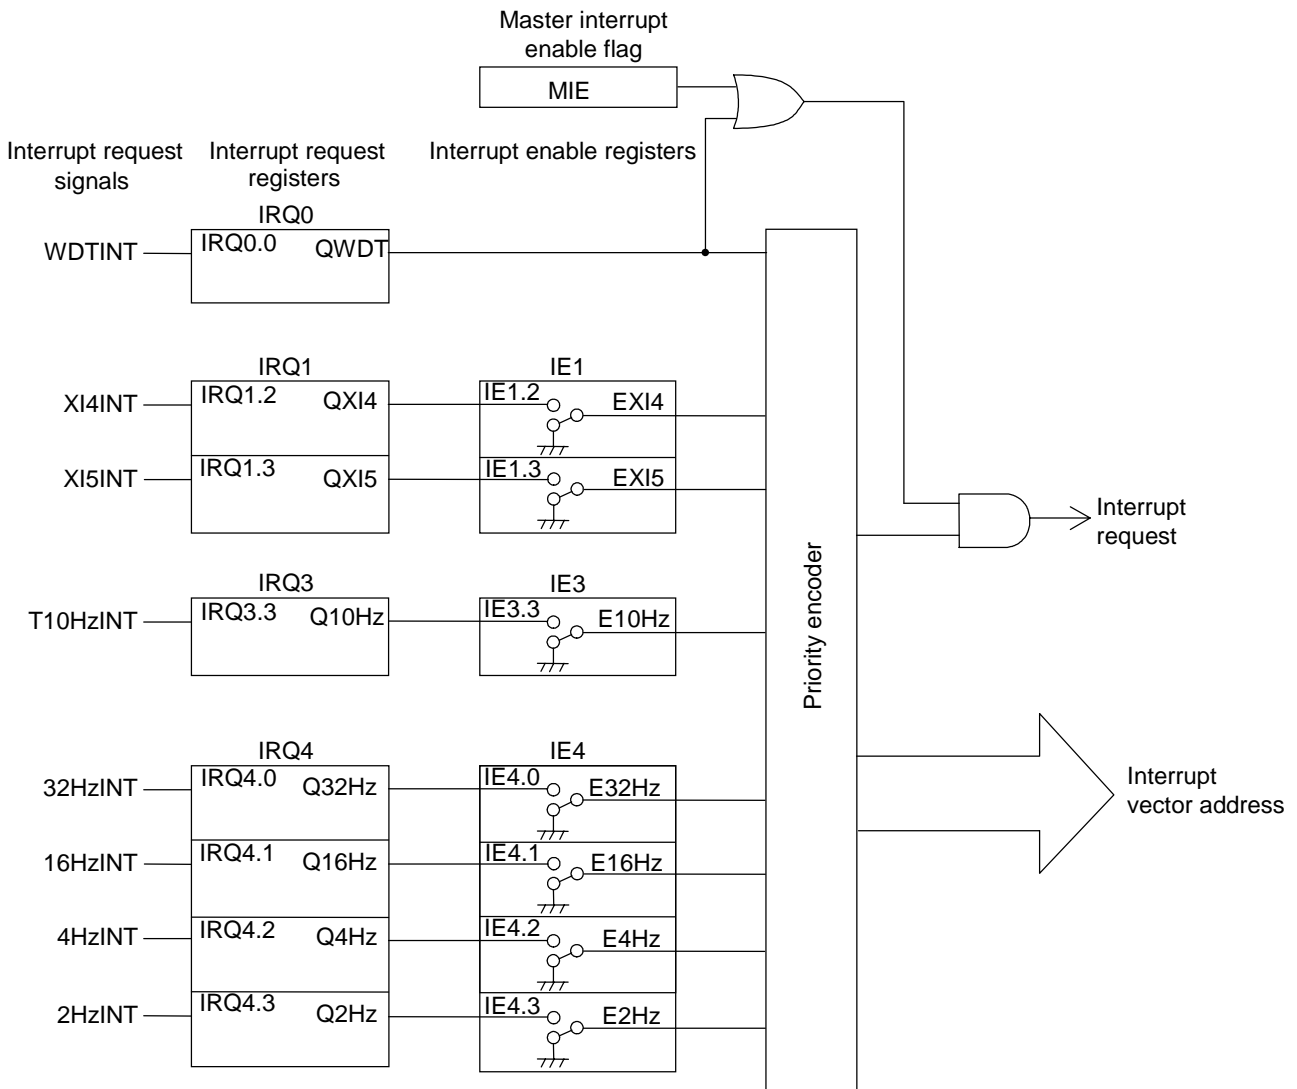 Master interrupt
enable flag
MIE
Interrupt request
signals
Interrupt request
registers
Interrupt enable registers
IRQ0
WDTINT
IRQ0.0
QWDT
IRQ1
IE1
XI4INT
IRQ1.2
QXI4
IE1.2
EXI4
XI5INT
IRQ1.3
QXI5
IE1.3
EXI5
Interrupt
request
IRQ3
IE3
T10HzINT
IRQ3.3
Q10Hz
IE3.3
E10Hz
Priority encoder
IRQ4
IE4
32HzINT
IRQ4.0
Q32Hz
IE4.0
E32Hz
Interrupt
vector address
16HzINT
IRQ4.1
Q16Hz
IE4.1
E16Hz
4HzINT
IRQ4.2
Q4Hz
IE4.2
E4Hz
2HzINT
IRQ4.3
Q2Hz
IE4.3
E2Hz